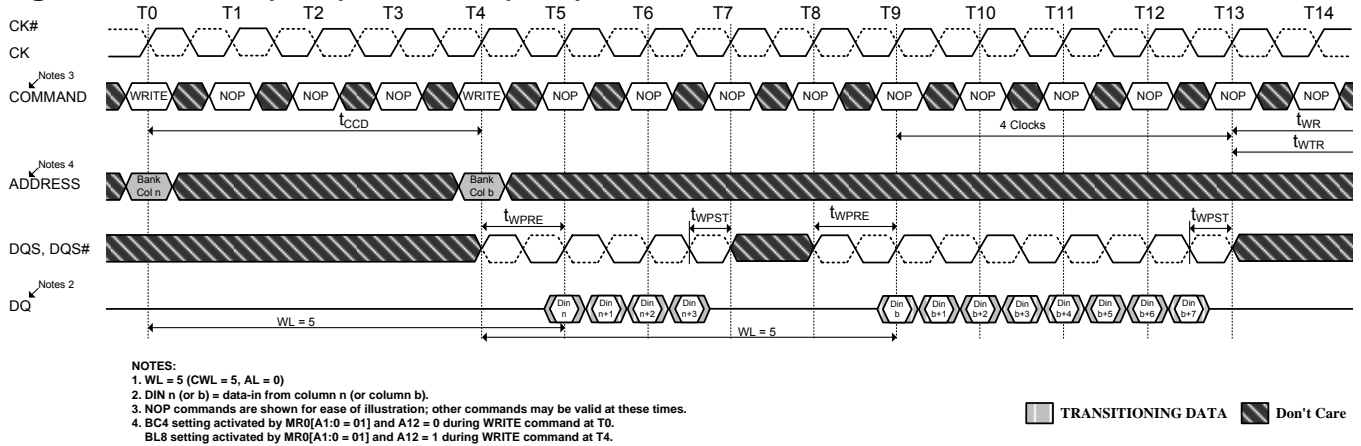 T0 T1 T2 T3 T4 T5 T6 T7 T8 T9 T10 T11 T12 T13 T14
CK#
CK
Notes 3
COMMAND
WRITE NOP NOP NOP WRITE NOP NOP NOP NOP NOP NOP NOP NOP NOP NOP
tCCD
4 Clocks
tWR
tWTR
Notes 4
ADDRESS
Bank Bank
Col n Col b
tWPRE tWPST tWPRE tWPST
DQS, DQS#
Notes 2
DQ
Din Din Din Din Din Din Din Din Din Din Din Din
n n+1 n+2 n+3 b b+1 b+2 b+3 b+4 b+5 b+6 b+7
WL = 5 WL = 5
NOTES:
1. WL = 5 (CWL = 5, AL = 0)
2. DIN n (or b) = data-in from column n (or column b).
3. NOP commands are shown for ease of illustration; other commands may be valid at these times.
4. BC4 setting activated by MR0[A1:0 = 01] and A12 = 0 during WRITE command at T0.
BL8 setting activated by MR0[A1:0 = 01] and A12 = 1 during WRITE command at T4.
TRANSITIONING DATA Don't Care